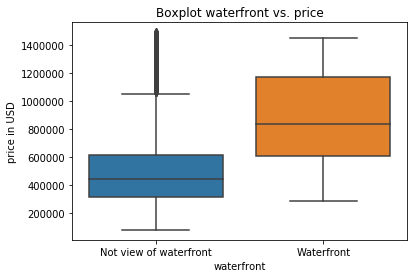 Boxplot waterfront vs. price
1400000
1200000
1000000
800000
600000
400000
200000
price in USD
Not view of waterfront
Waterfront
waterfront